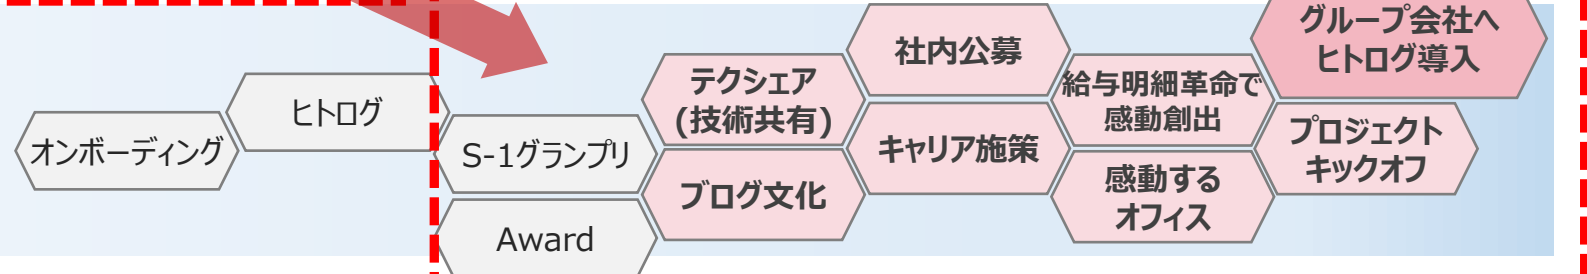 オンボーディング
ヒトログ
S-1グランプリ
Award
テクシェア
(技術共有)
ブログ文化
社内公募
キャリア施策
給与明細革命で
感動創出
感動する
オフィス
グループ会社へ
ヒトログ導入
プロジェクト
キックオフ